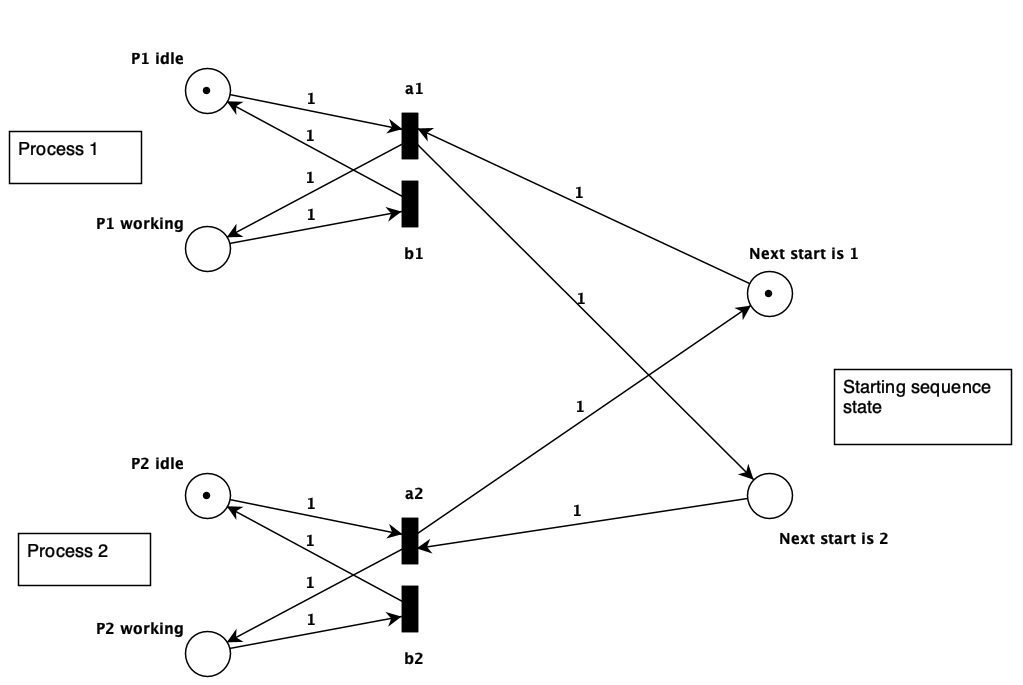 P1 idle
a1
1
1
Process 1
1
1
P1 working
b1
1
Next start is 1
1
Starting sequence
state
1
P2 idle
a2
1
1
Next start is 2
1
Process 2
1
1
P2 working
b2